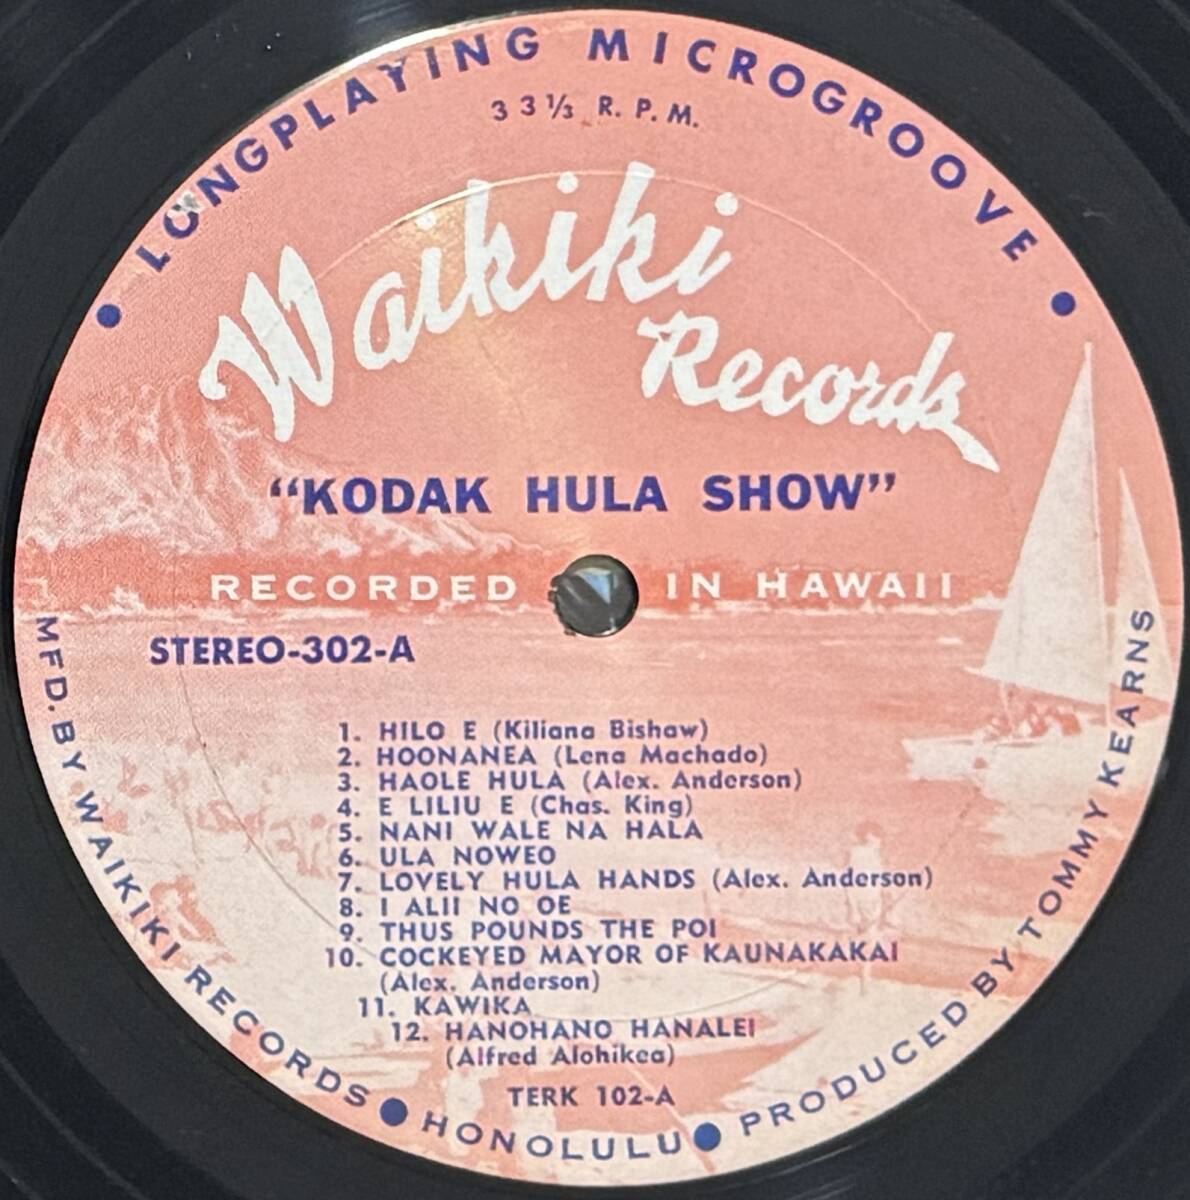 LONGPLAYING MICROGROOVE
33⅓ R. P. M.
Waikiki
Records
"KODAK HULA SHOW"
RECORDED IN HAWAII
STEREO-302-A
1. HILO E (Kiliana Bishaw)
2. HOONANEA (Lena Machado)
3. HAOLE HULA (Alex. Anderson)
4. E LILIU E (Chas. King)
5. NANI WALE NA HALA
6. ULA NOWEO
7. LOVELY HULA HANDS (Alex. Anderson)
8. I ALII NO OE
9. THUS POUNDS THE POI
10. COCKEYED MAYOR OF KAUNAKAKAI
(Alex. Anderson)
11. KAWIKA
12. HANOHANO HANALEI
(Alfred Alohikea)
TERK 102-A
MFD. BY WAIKIKI RECORDS ● HONOLULU ● PRODUCED BY TOMMY KEARNS